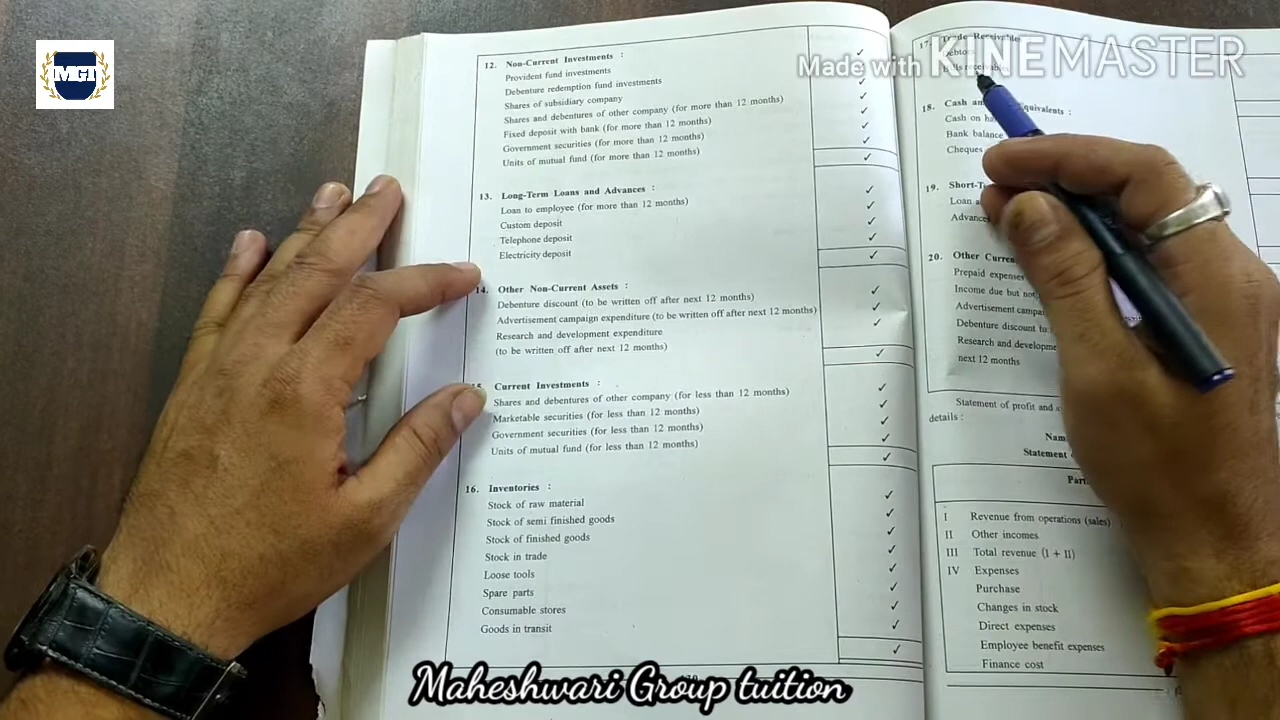 MGT
Made with KINEMASTER
12. Non-Current Investments :
Provident fund investments
Debenture redemption fund investments
Shares of subsidiary company
Shares and debentures of other company (for more than 12 months)
Fixed deposit with bank (for more than 12 months)
Government securities (for more than 12 months)
Units of mutual fund (for more than 12 months)
13. Long-Term Loans and Advances :
Loan to employee (for more than 12 months)
Custom deposit
Telephone deposit
Electricity deposit
14. Other Non-Current Assets :
Debenture discount (to be written off after next 12 months)
Advertisement campaign expenditure (to be written off after next 12 months)
Research and development expenditure
(to be written off after next 12 months)
Current Investments :
Shares and debentures of other company (for less than 12 months)
Marketable securities (for less than 12 months)
Government securities (for less than 12 months)
Units of mutual fund (for less than 12 months)
16. Inventories :
Stock of raw material
Stock of semi finished goods
Stock of finished goods
Stock in trade
Loose tools
Spare parts
Consumable stores
Goods in transit
17. Trade Receivables
18. Cash Equivalents :
Cash on
Bank balance
Cheques
19.
Loan
20. Other
Prepaid expenses
Income due but not
Advertisement
Debenture discount to
Research and
next 12 months
Statement of profit and
details :
Statement
I Revenue from operations (sales)
II Other incomes
III Total revenue (I + II)
IV Expenses
Purchase
Changes in stock
Direct expenses
Employee benefit expenses
Finance cost
Maheshwari Group tuition